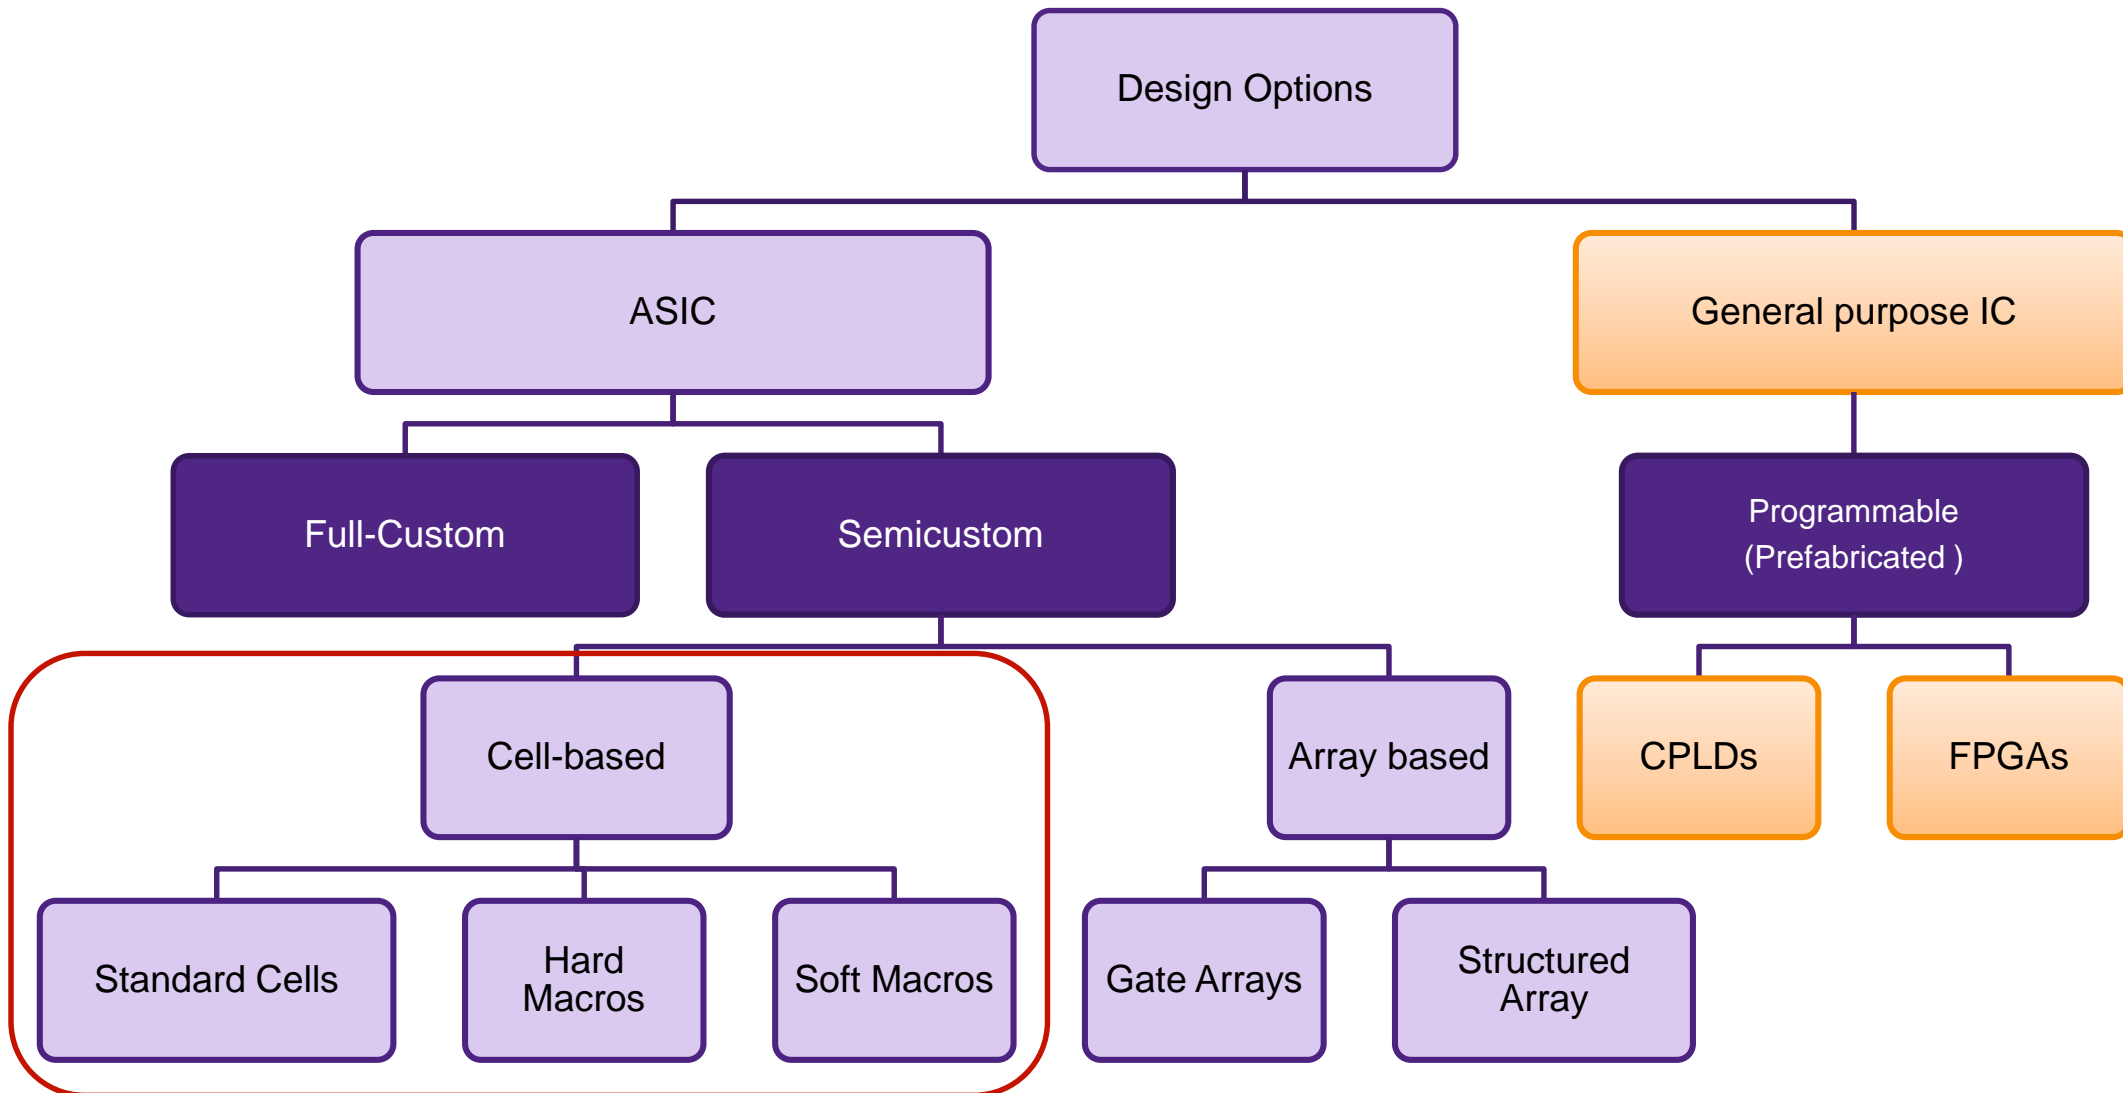 Design Options
ASIC
General purpose IC
Full-Custom
Semicustom
Programmable
(Prefabricated )
Cell-based
Array based
CPLDs
FPGAs
Standard Cells
Hard
Macros
Soft Macros
Gate Arrays
Structured
Array